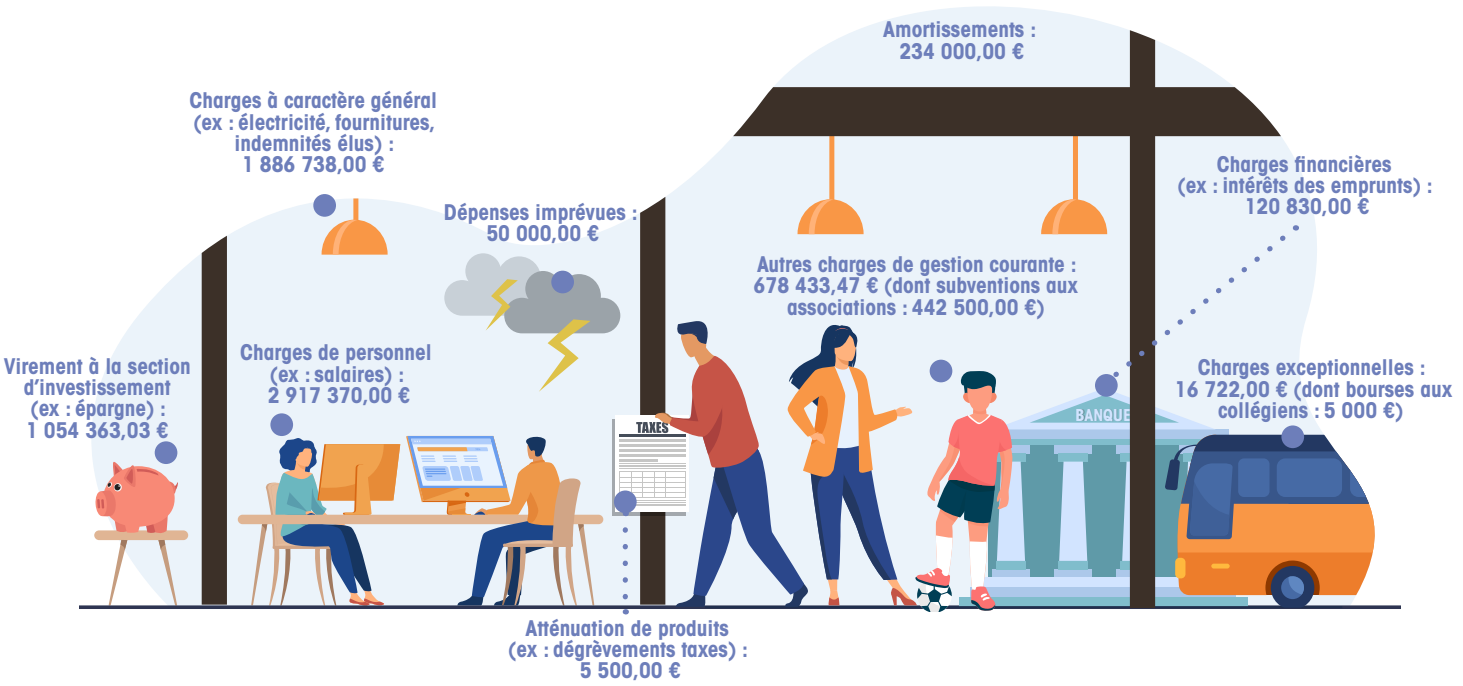 Amortissements :
234 000,00 €
Charges à caractère général
(ex : électricité, fournitures,
indemnités élus) :
1 886 738,00 €
Charges financières
(ex : intérêts des emprunts) :
120 830,00 €
Dépenses imprévues :
50 000,00 €
Autres charges de gestion courante :
678 433,47 € (dont subventions aux
associations : 442 500,00 €)
Virement à la section
d’investissement
(ex : épargne) :
1 054 363,03 €
Charges de personnel
(ex : salaires) :
2 917 370,00 €
Charges exceptionnelles :
16 722,00 € (dont bourses aux
collégiens : 5 000 €)
BANQUE
TAXES
Atténuation de produits
(ex : dégrèvements taxes) :
5 500,00 €